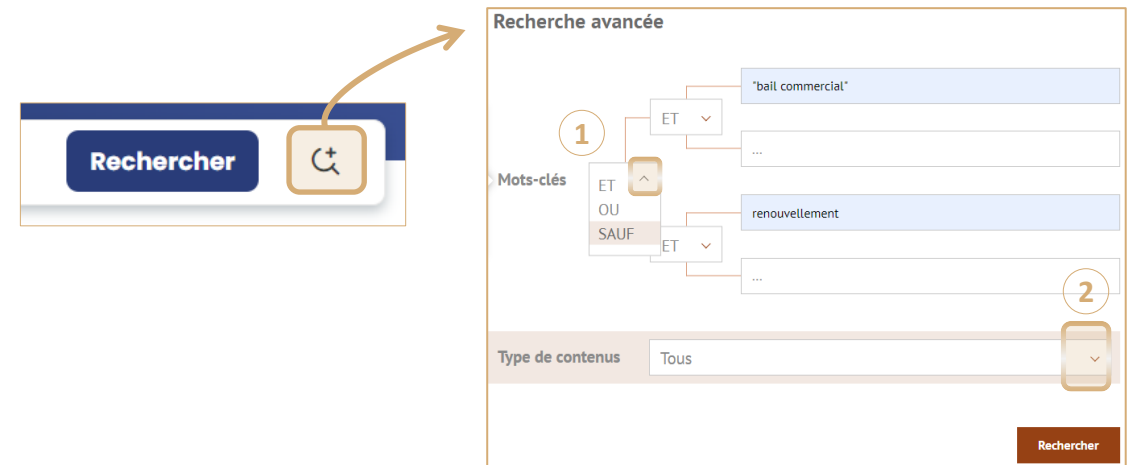 Recherche avancée
Rechercher
"bail commercial"
1
ET
...
Mots-clés
ET
OU
SAUF
renouvellement
ET
...
2
Type de contenus
Tous
Rechercher